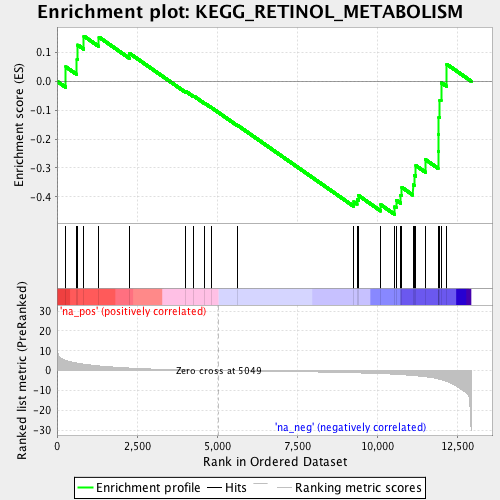 Enrichment plot: KEGG_RETINOL_METABOLISM
Enrichment score (ES)
0.1
0.0
-0.1
-0.2
-0.3
-0.4
'na_pos' (positively correlated)
Ranked list metric (PreRanked)
30
20
10
0
-10
-20
-30
Zero cross at 5049
'na_neg' (negatively correlated)
0
2,500
5,000
7,500
10,000
12,500
Rank in Ordered Dataset
Enrichment profile
Hits
Ranking metric scores